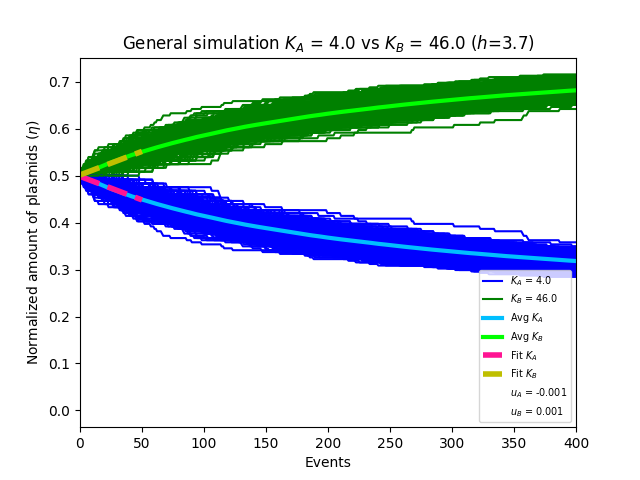 General simulation K_A = 4.0 vs K_B = 46.0 (h=3.7)
Normalized amount of plasmids (η)
0.7
0.6
0.5
0.4
0.3
0.2
0.1
0.0
K_A = 4.0
K_B = 46.0
Avg K_A
Avg K_B
Fit K_A
Fit K_B
u_A = -0.001
u_B = 0.001
0 50 100 150 200 250 300 350 400
Events